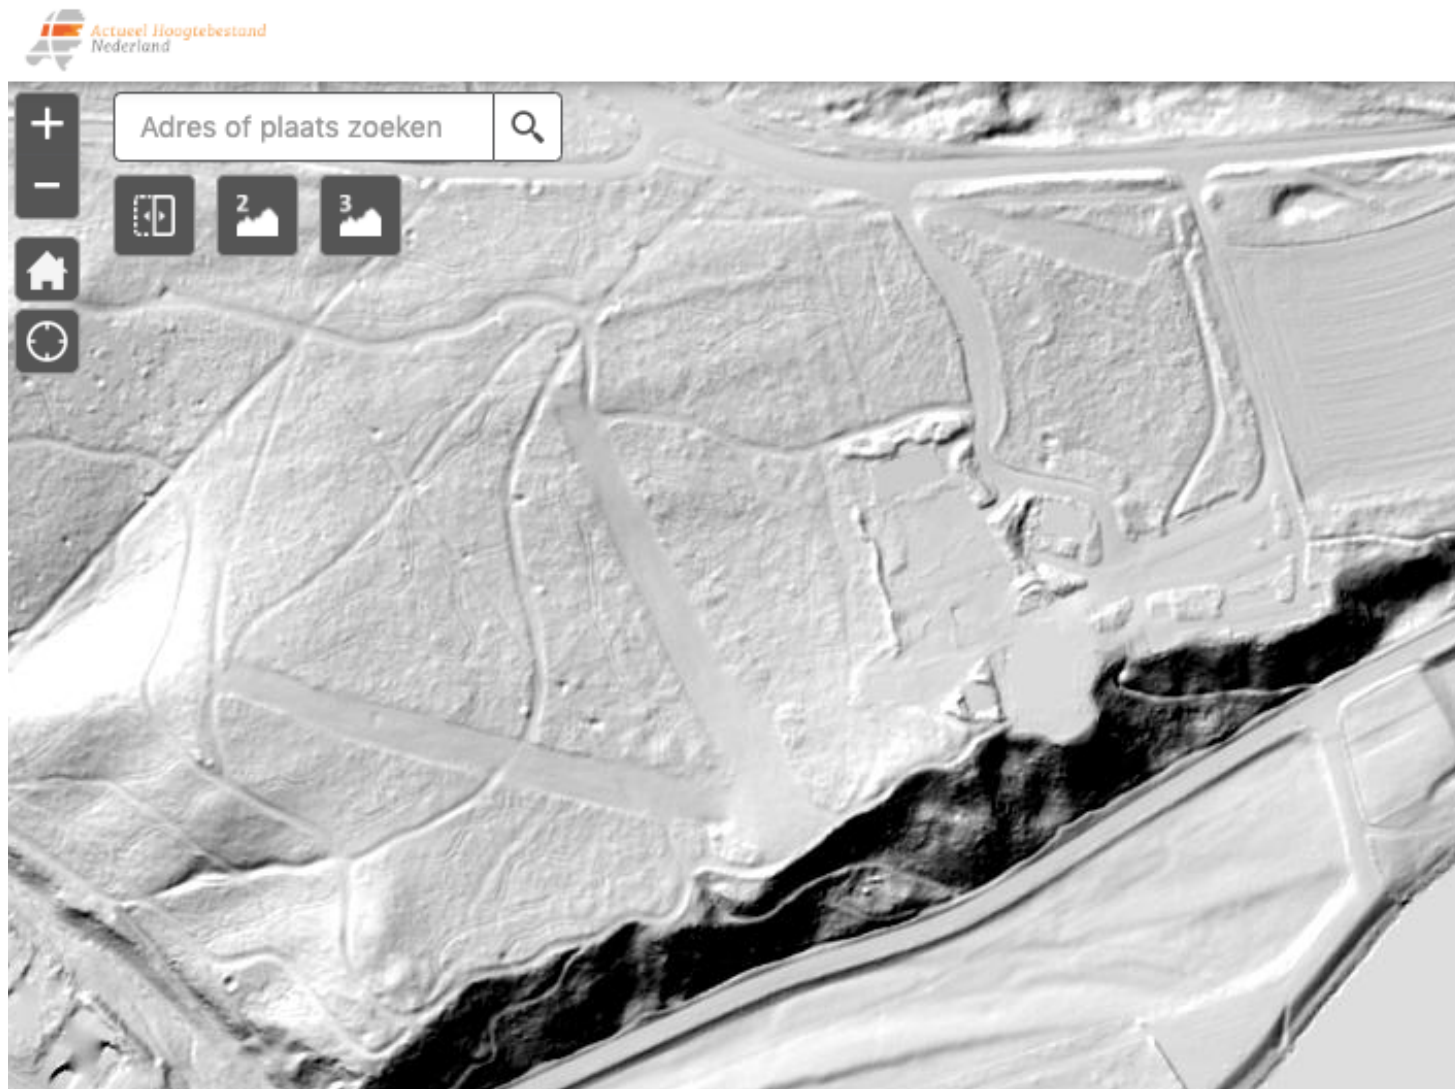 Actueel Hoogtebestand
Nederland
+
Adres of plaats zoeken
−
2
3